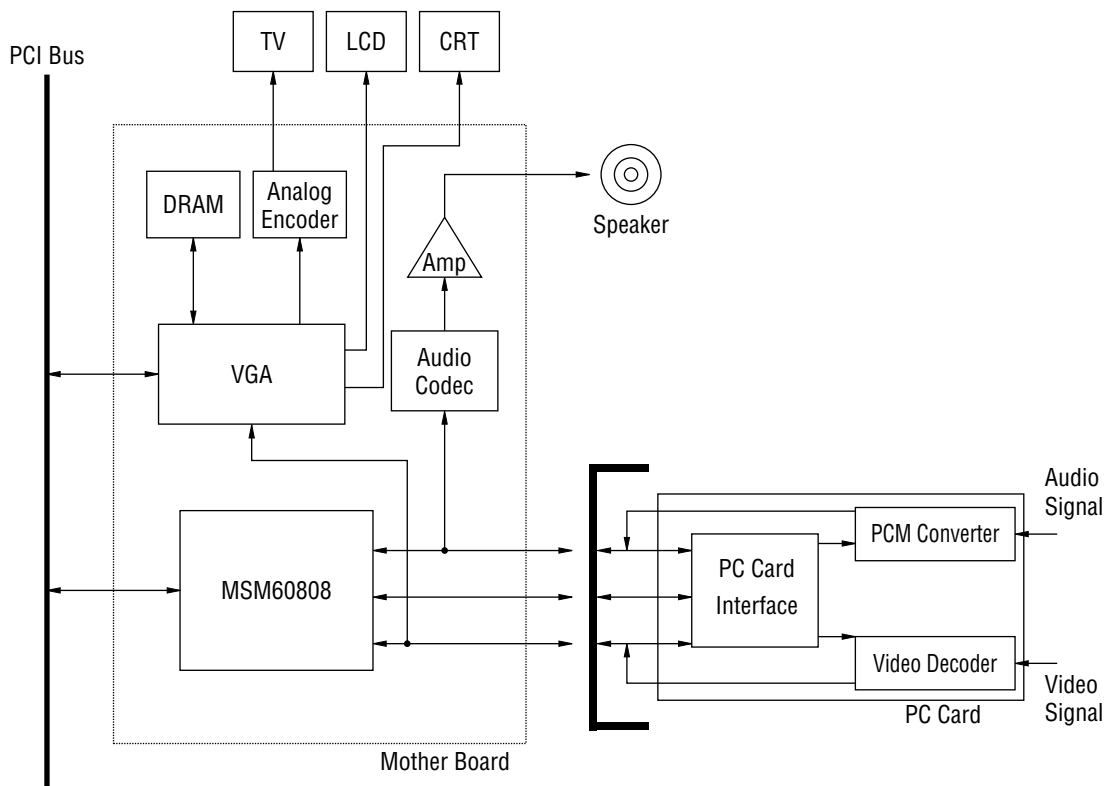 PCI Bus
TV
LCD
CRT
DRAM
Analog
Encoder
Speaker
Amp
VGA
Audio
Codec
MSM60808
PC Card
Interface
PCM Converter
Video Decoder
Audio
Signal
Video
Signal
PC Card
Mother Board